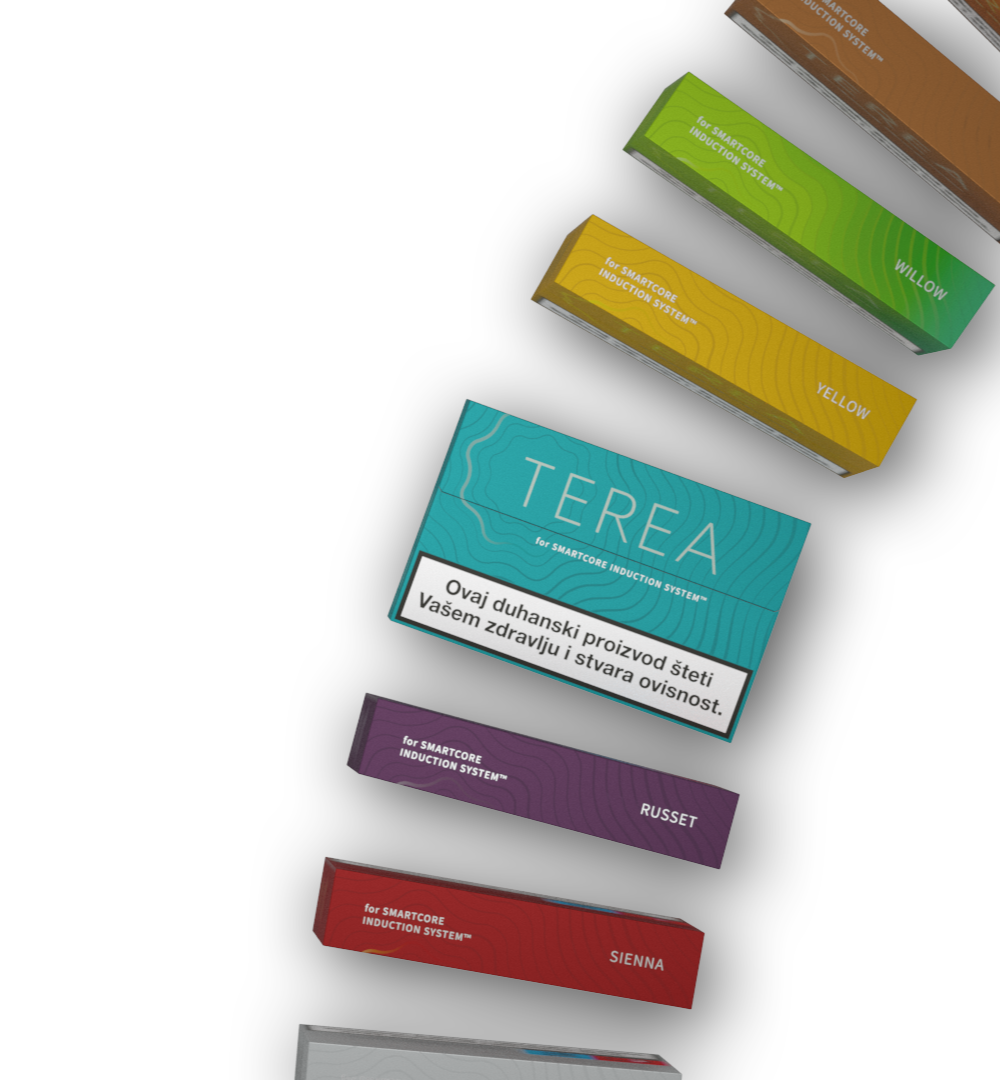 SMARTCORE
INDUCTION SYSTEM™
for SMARTCORE
INDUCTION SYSTEM™
WILLOW
for SMARTCORE
INDUCTION SYSTEM™
YELLOW
TEREA
for SMARTCORE INDUCTION SYSTEM™
Ovaj duhanski proizvod šteti
Vašem zdravlju i stvara ovisnost.
for SMARTCORE
INDUCTION SYSTEM™
RUSSET
for SMARTCORE
INDUCTION SYSTEM™
SIENNA